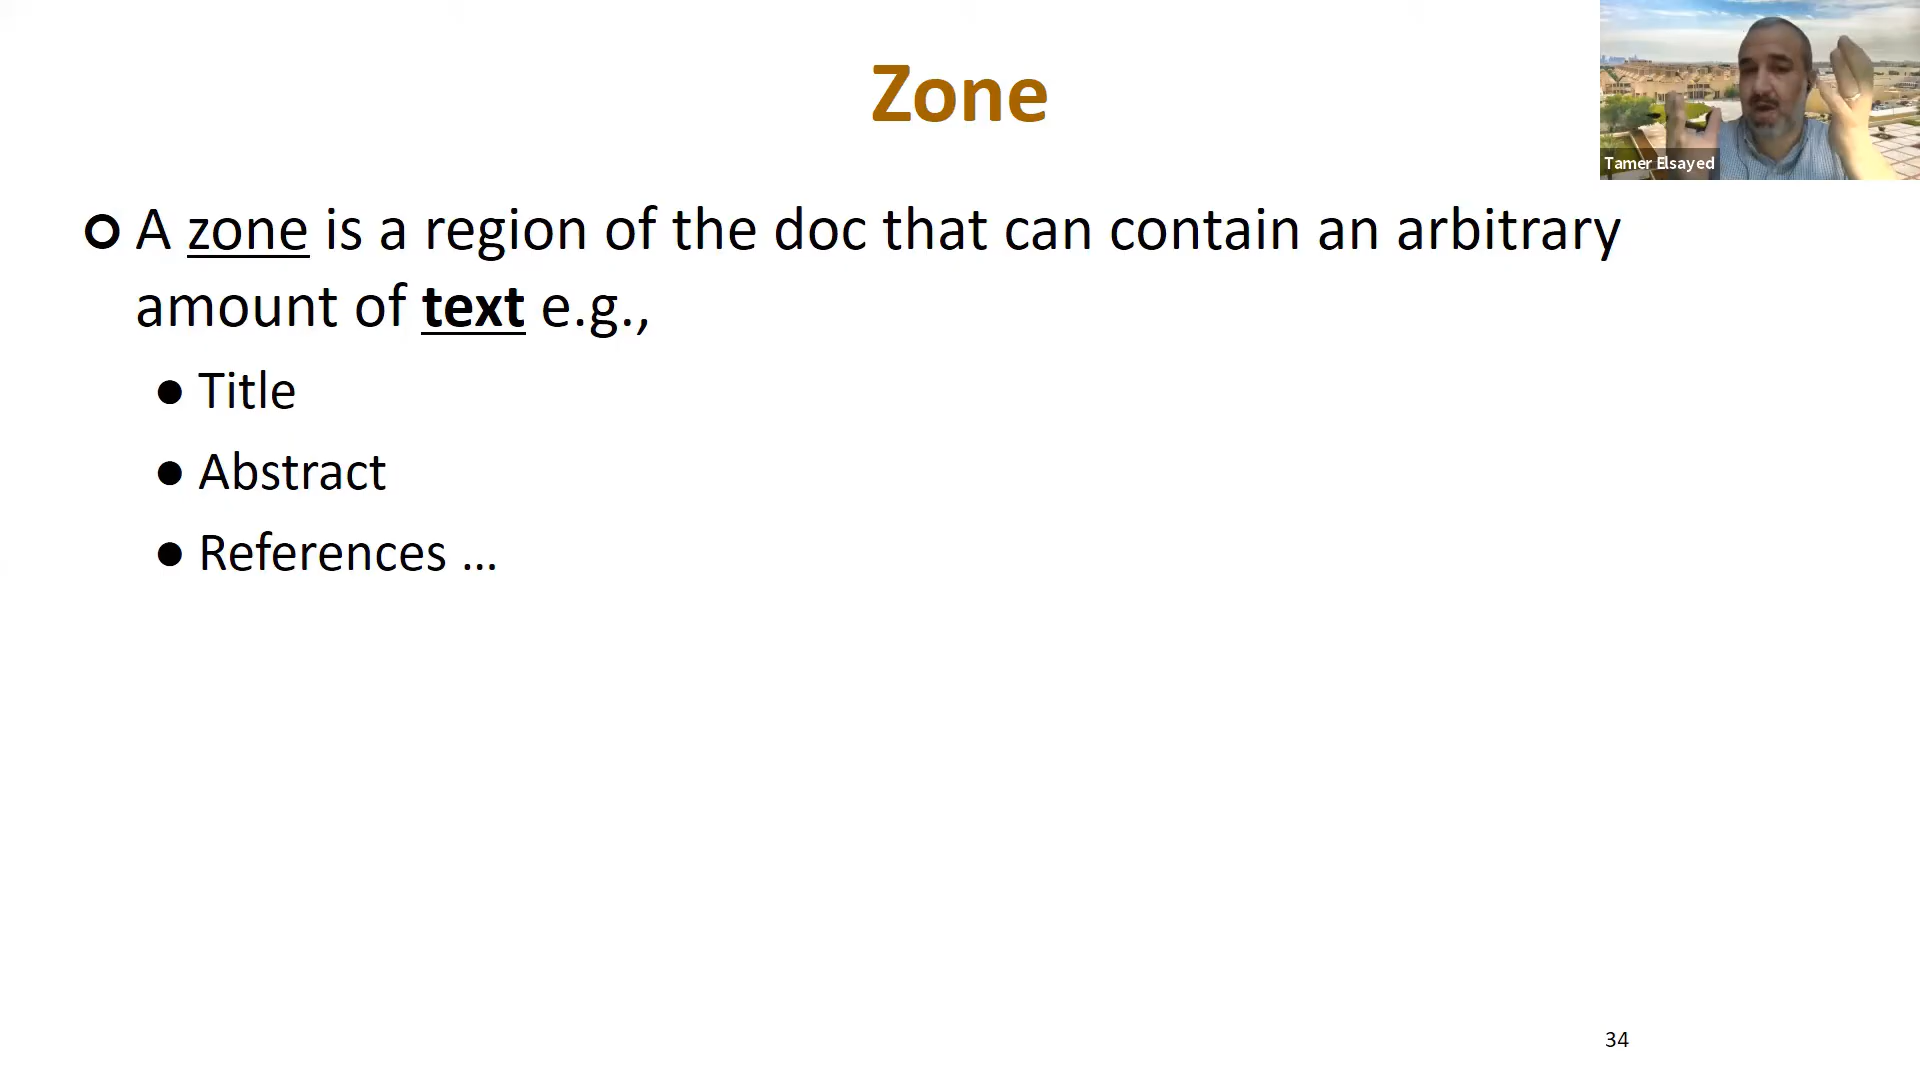 Zone
Tamer Elsayed
A zone is a region of the doc that can contain an arbitrary
amount of text e.g.,
Title
Abstract
References ...
34